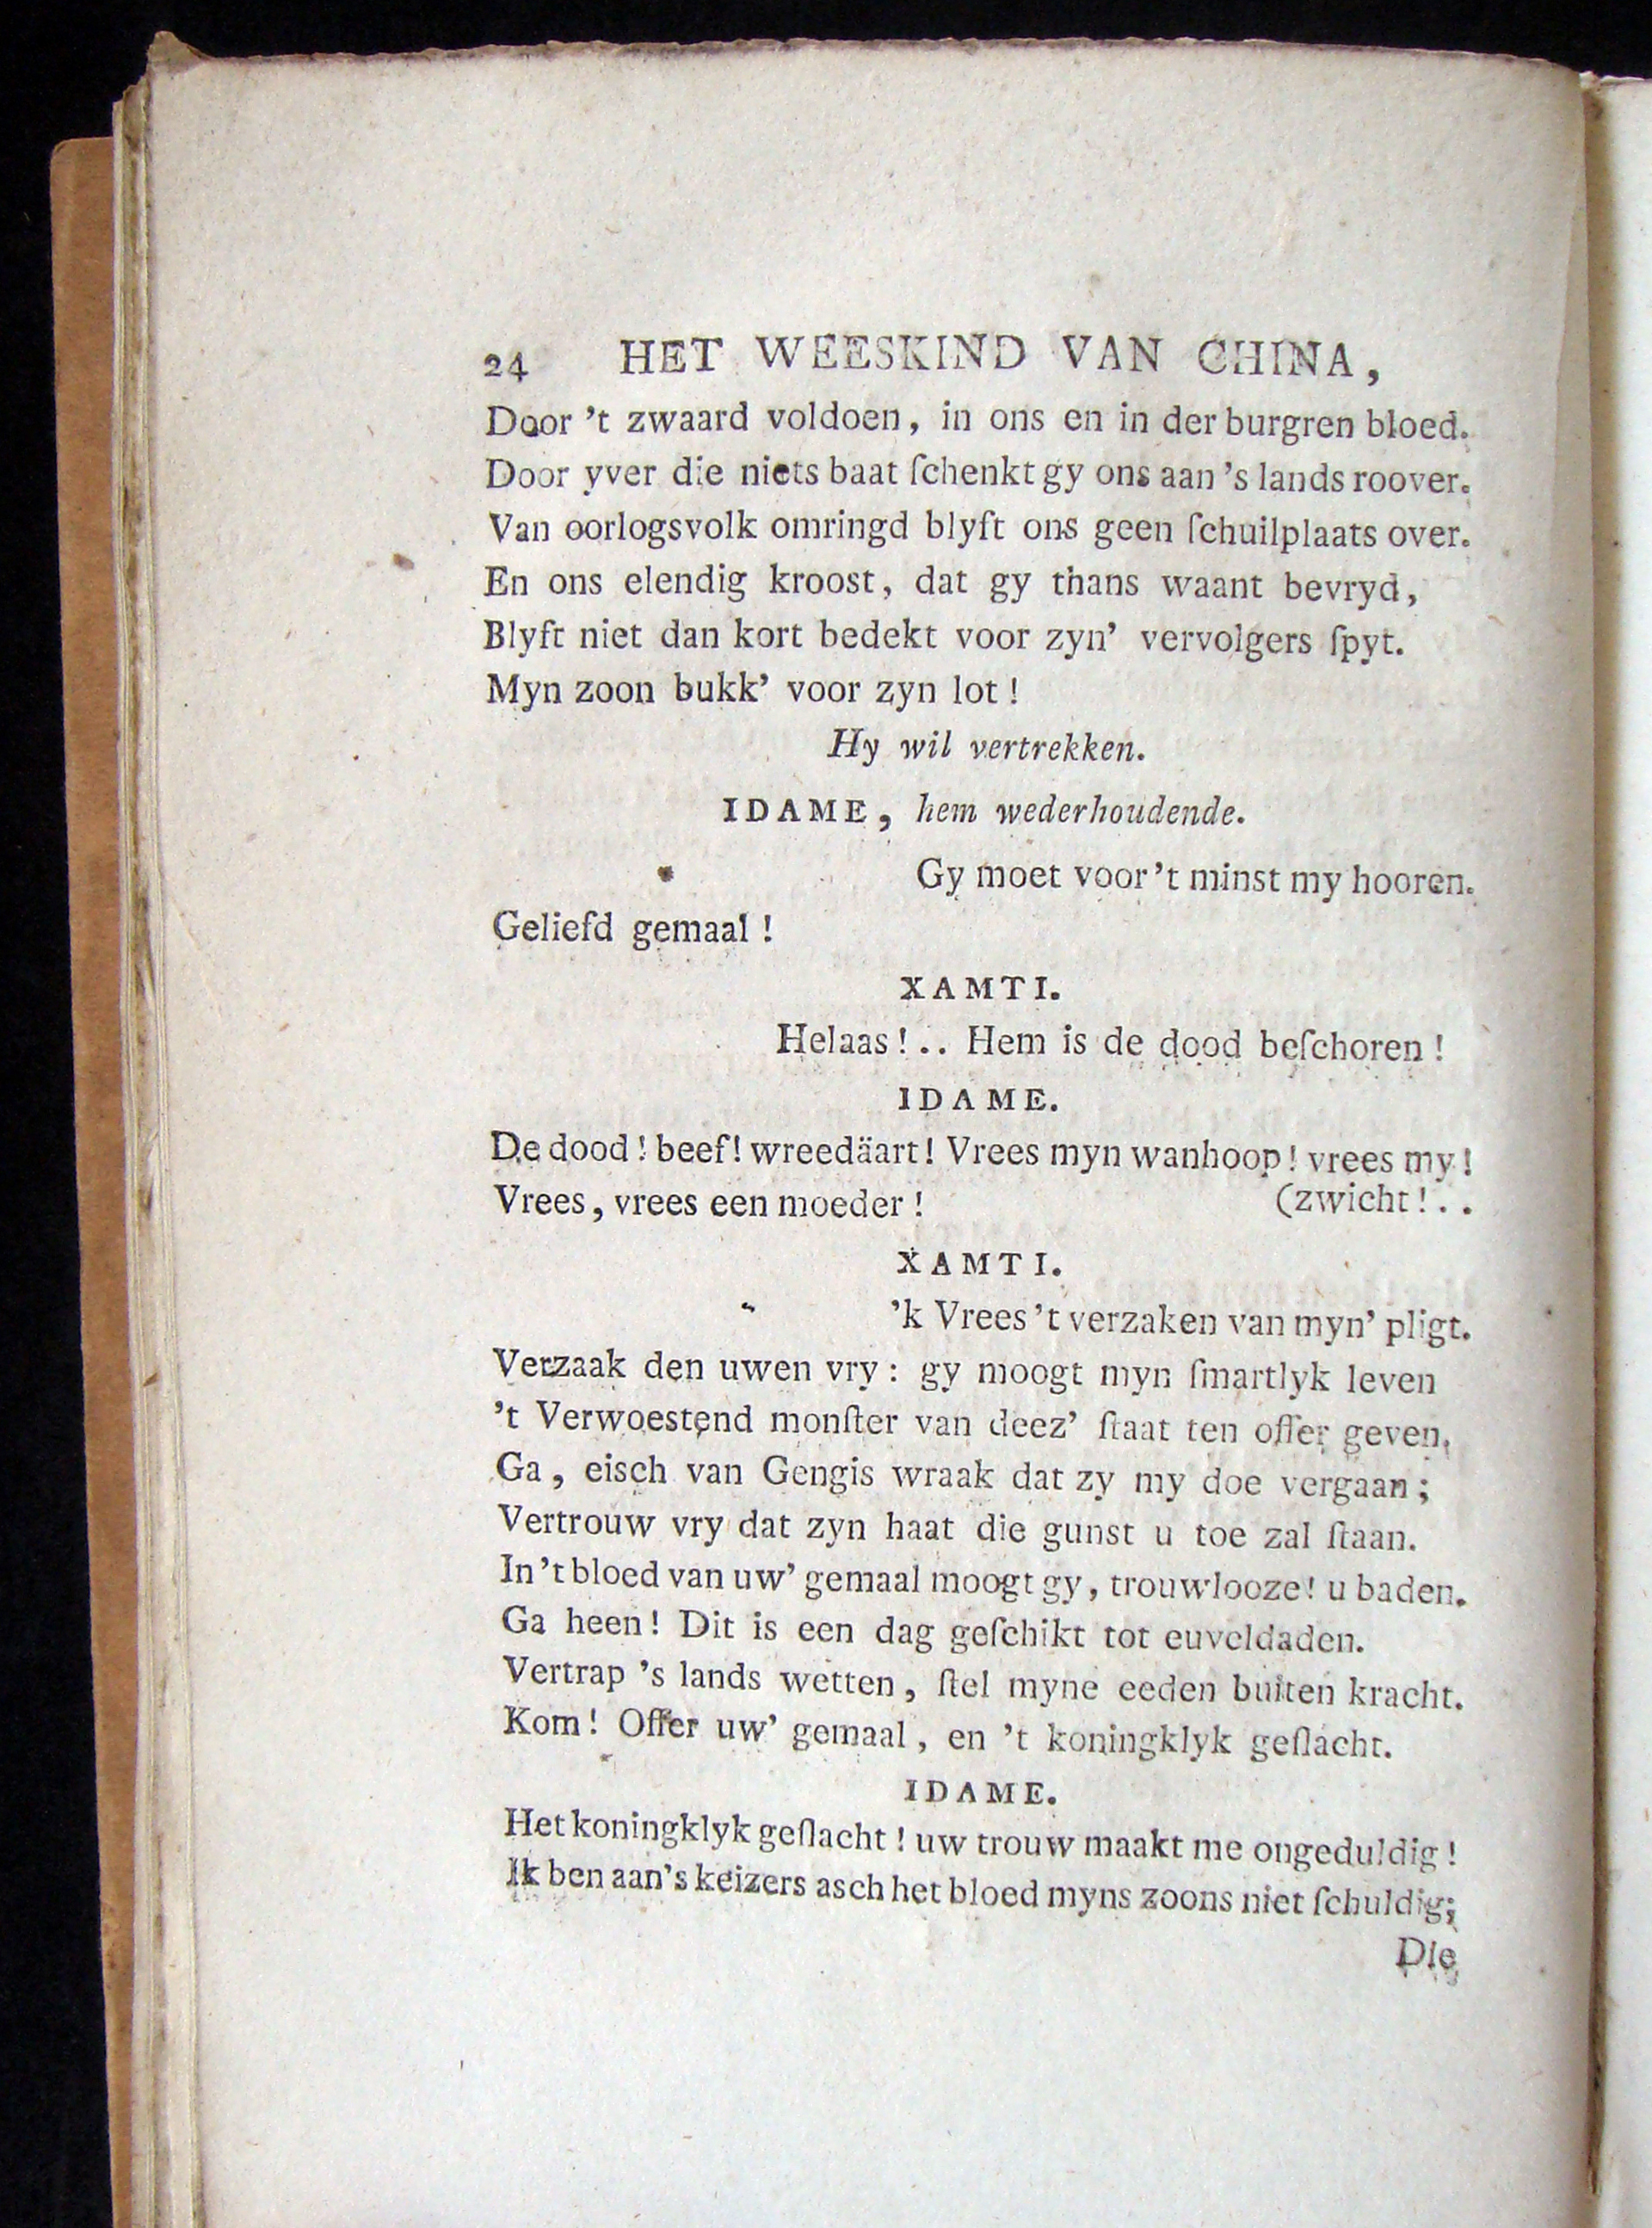 24 HET WEESKIND VAN CHINA,
Door 't zwaard voldoen, in ons en in der burgren bloed.
Door yver die niets baat ſchenkt gy ons aan 's lands roover.
Van oorlogsvolk omringd blyft ons geen ſchuilplaats over.
En ons elendig kroost, dat gy thans waant bevryd,
Blyft niet dan kort bedekt voor zyn' vervolgers ſpyt.
Myn zoon bukk' voor zyn lot!
Hy wil vertrekken.
IDAME, hem wederhoudende.
Gy moet voor 't minst my hooren.
Geliefd gemaal!
XAMTI.
Helaas!.. Hem is de dood beſchoren!
IDAME.
De dood! beef! wreedäart! Vrees myn wanhoop! vrees my!
Vrees, vrees een moeder! (zwicht!..
XAMTI.
'k Vrees 't verzaken van myn' pligt.
Verzaak den uwen vry: gy moogt myn ſmartlyk leven
't Verwoestend monſter van deez' ſtaat ten offer geven,
Ga, eisch van Gengis wraak dat zy my doe vergaan;
Vertrouw vry dat zyn haat die gunst u toe zal ſtaan.
In 't bloed van uw' gemaal moogt gy, trouwlooze! u baden.
Ga heen! Dit is een dag geſchikt tot euveldaden.
Vertrap 's lands wetten, ſtel myne eeden buiten kracht.
Kom! Offer uw' gemaal, en 't koningklyk geſlacht.
IDAME.
Het koningklyk geſlacht! uw trouw maakt me ongeduldig!
Ik ben aan 's keizers asch het bloed myns zoons niet ſchuldig;
Die